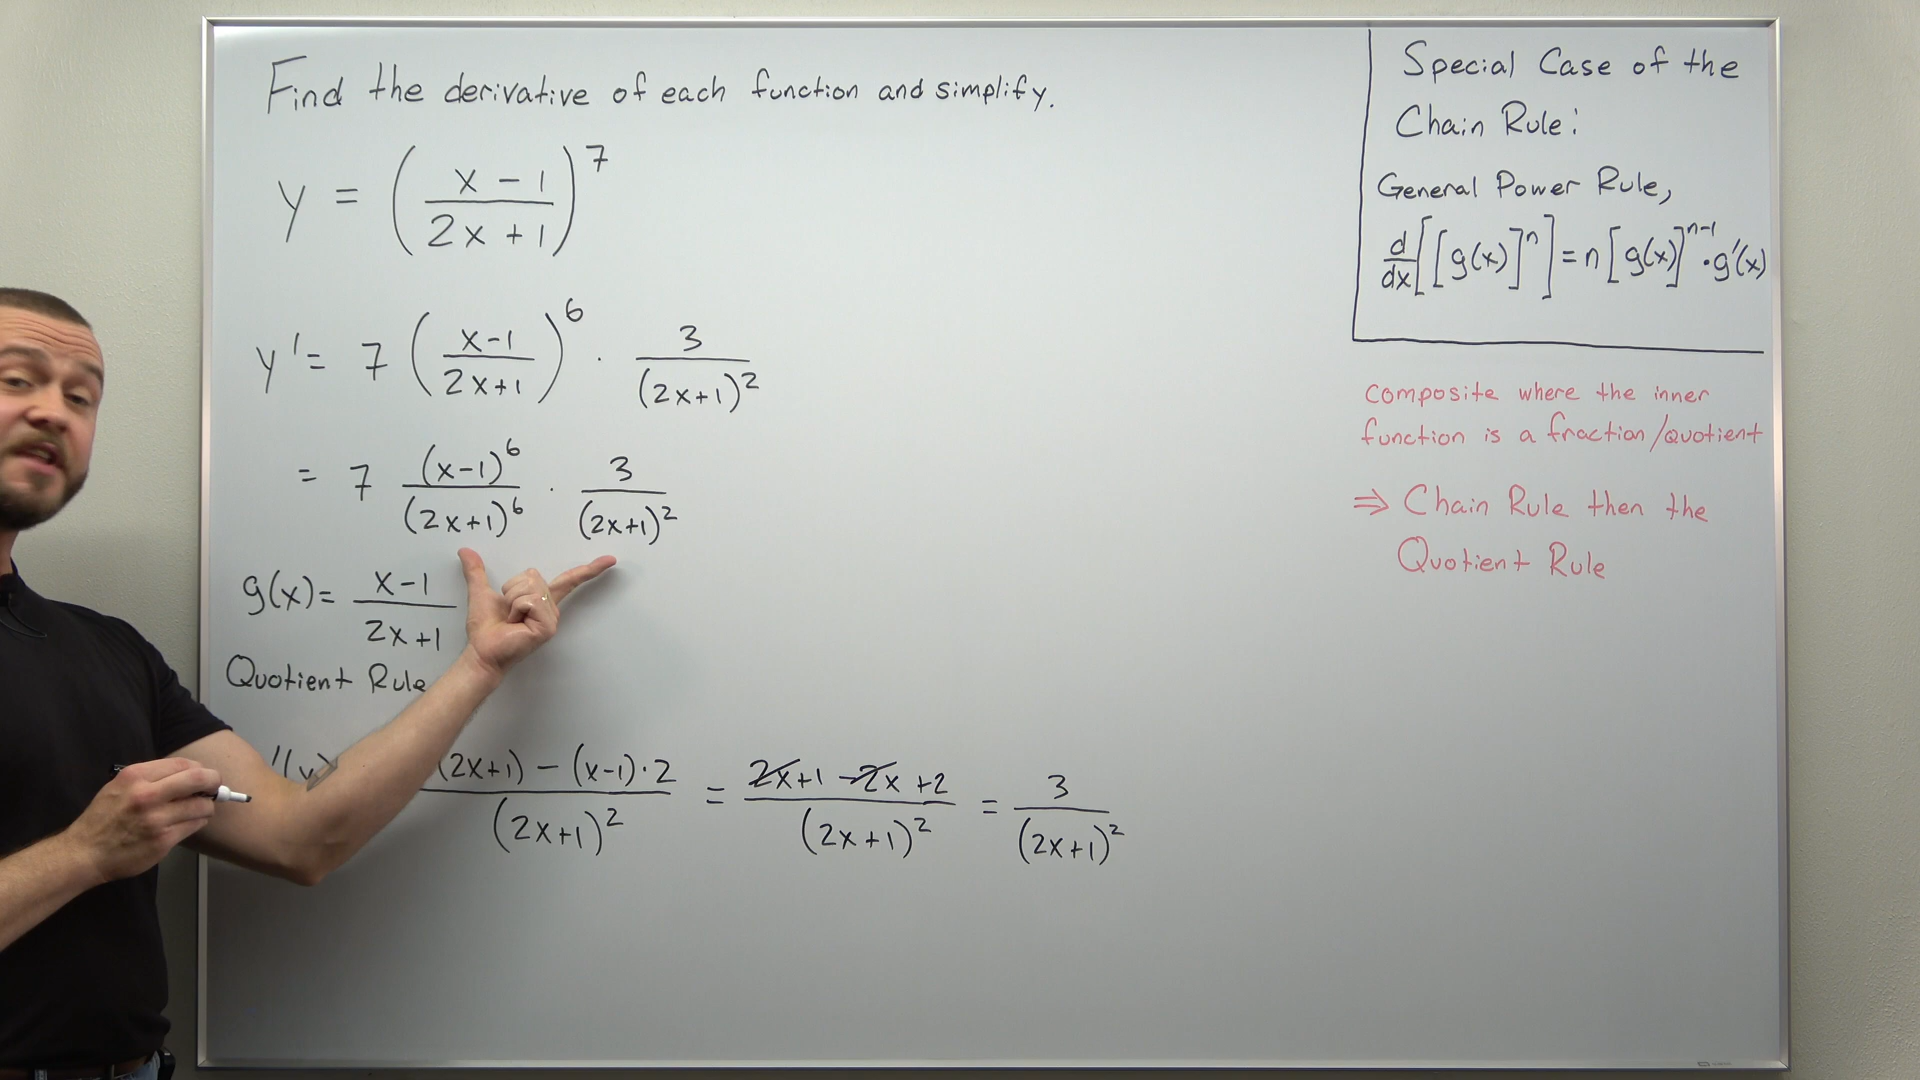 Find the derivative of each function and simplify.
y = ( (x - 1) / (2x + 1) )^7
y' = 7 ( (x-1) / (2x+1) )^6 · 3 / (2x+1)^2
= 7 (x-1)^6 / (2x+1)^6 · 3 / (2x+1)^2
g(x) = (x-1) / (2x+1)
Quotient Rule
(2x+1) - (x-1)·2 / (2x+1)^2 = (2x+1 -2x +2) / (2x+1)^2 = 3 / (2x+1)^2
Special Case of the
Chain Rule:
General Power Rule,
d/dx [ [g(x)]^n ] = n [g(x)]^n-1 · g'(x)
composite where the inner
function is a fraction/quotient
⇒ Chain Rule then the
Quotient Rule